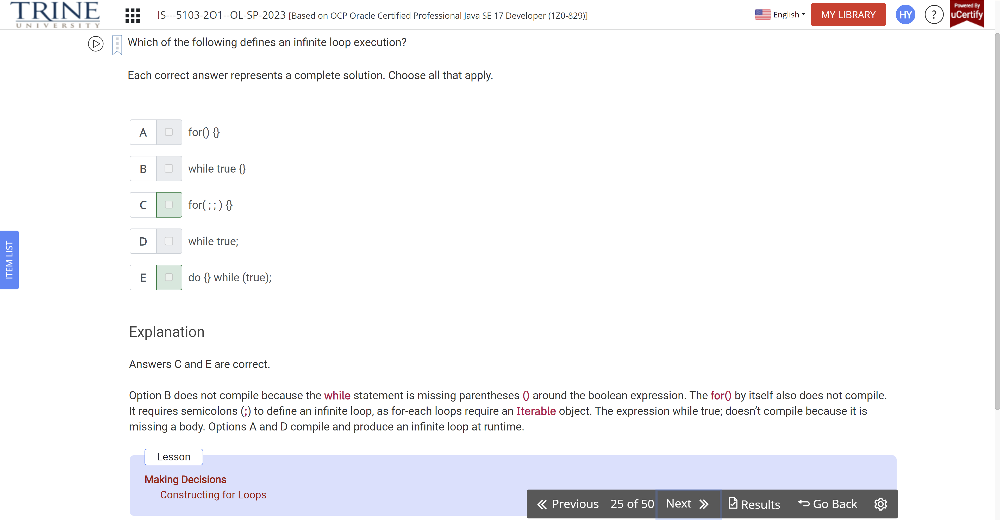 TRINE
UNIVERSITY
IS---5103-2O1--OL-SP-2023 [Based on OCP Oracle Certified Professional Java SE 17 Developer (1Z0-829)]
English
MY LIBRARY
HY
?
Powered By
uCertify
Which of the following defines an infinite loop execution?
Each correct answer represents a complete solution. Choose all that apply.
A for() {}
B while true {}
C for( ; ; ) {}
D while true;
E do {} while (true);
ITEM LIST
Explanation
Answers C and E are correct.
Option B does not compile because the while statement is missing parentheses () around the boolean expression. The for() by itself also does not compile.
It requires semicolons (;) to define an infinite loop, as for-each loops require an Iterable object. The expression while true; doesn’t compile because it is
missing a body. Options A and D compile and produce an infinite loop at runtime.
Lesson
Making Decisions
Constructing for Loops
Previous 25 of 50 Next Results Go Back